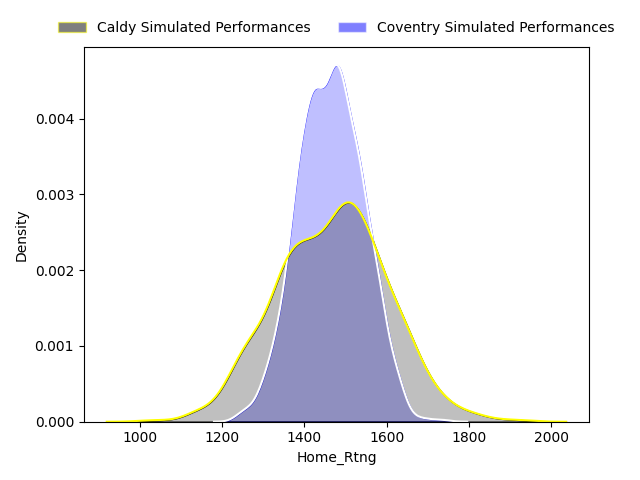 Caldy Simulated Performances
Coventry Simulated Performances
0.004
0.003
0.002
0.001
0.000
Density
1000 1200 1400 1600 1800 2000
Home_Rtng